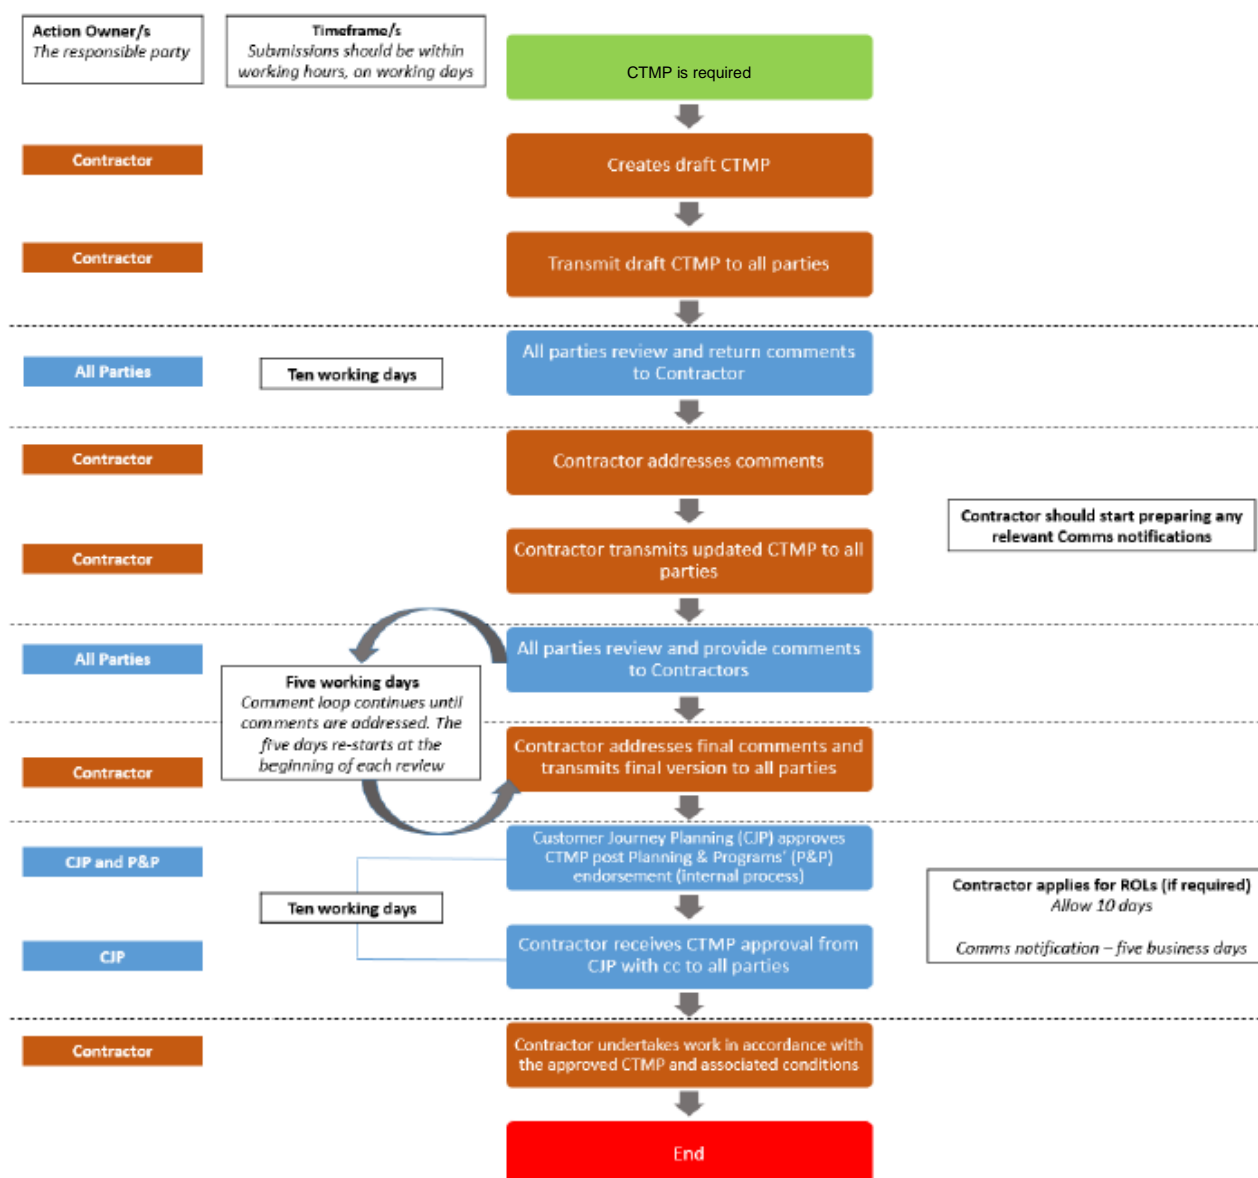 Action Owner/s
The responsible party
Timeframe/s
Submissions should be within
working hours, on working days
CTMP is required
Contractor
Creates draft CTMP
Contractor
Transmit draft CTMP to all parties
All Parties
Ten working days
All parties review and return comments
to Contractor
Contractor
Contractor addresses comments
Contractor should start preparing any
relevant Comms notifications
Contractor
Contractor transmits updated CTMP to all
parties
All Parties
All parties review and provide comments
to Contractors
Five working days
Comment loop continues until
comments are addressed. The
five days re-starts at the
beginning of each review
Contractor
Contractor addresses final comments and
transmits final version to all parties
CJP and P&P
Customer Journey Planning (CJP) approves
CTMP post Planning & Programs' (P&P)
endorsement (internal process)
Ten working days
Contractor applies for ROLs (if required)
Allow 10 days
Comms notification – five business days
CJP
Contractor receives CTMP approval from
CJP with cc to all parties
Contractor
Contractor undertakes work in accordance with
the approved CTMP and associated conditions
End